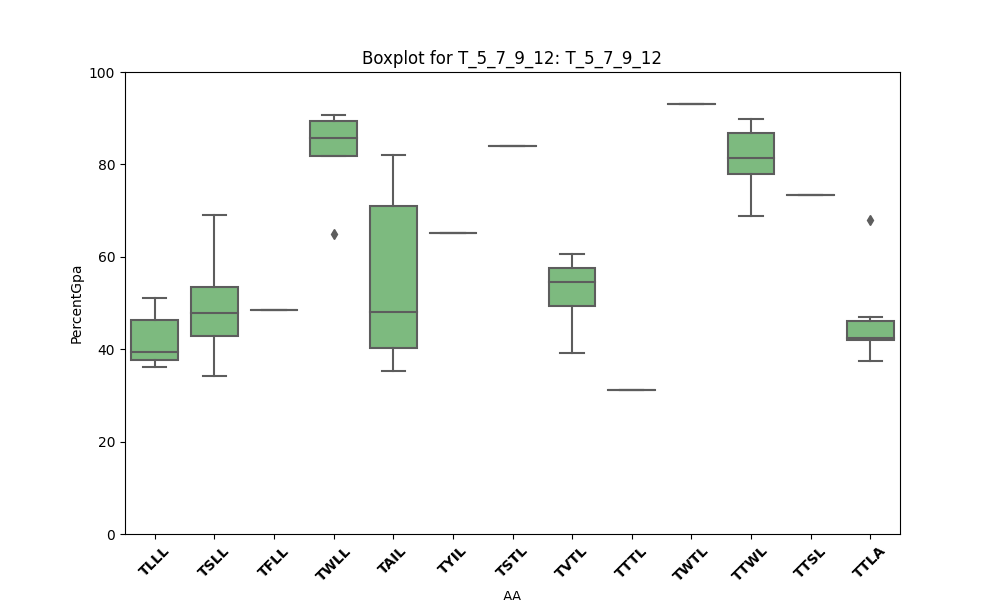 Boxplot for T_5_7_9_12: T_5_7_9_12
100
80
60
40
20
0
PercentGpa
TLLL
TSLL
TFLL
TWLL
TAIL
TYIL
TSTL
TVTL
TTTL
TWTL
TTWL
TTSL
TTLA
AA